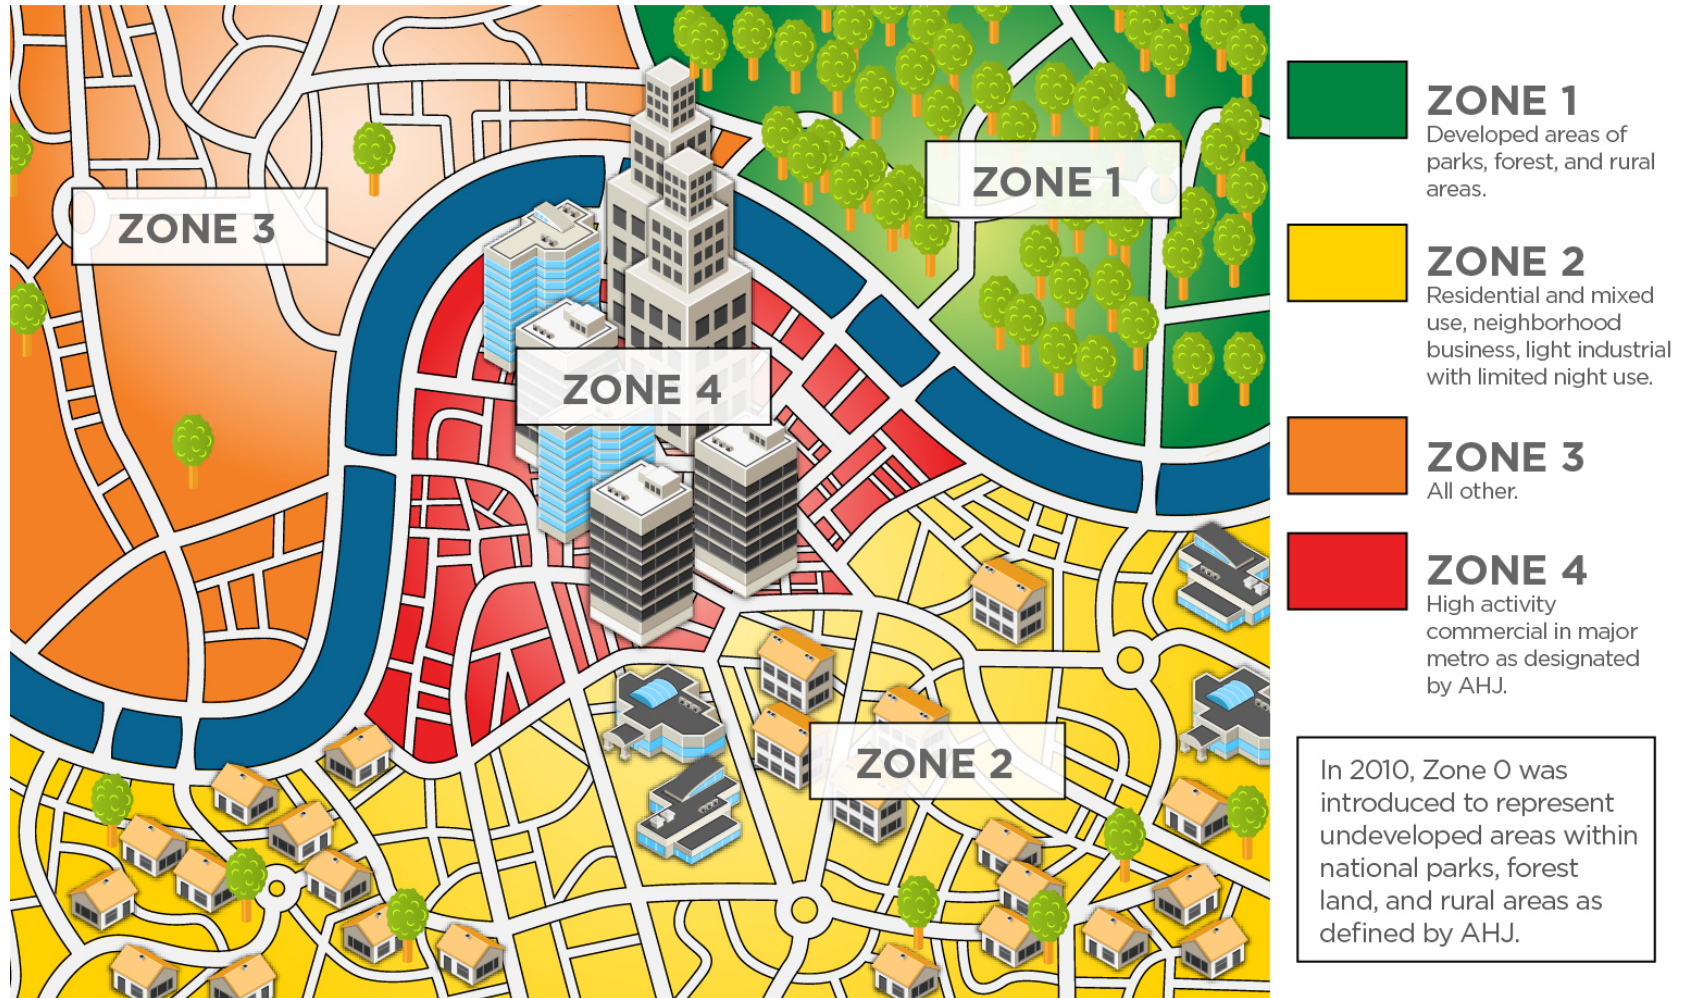 ZONE 1
ZONE 3
ZONE 4
ZONE 2
ZONE 1
Developed areas of
parks, forest, and rural
areas.
ZONE 2
Residential and mixed
use, neighborhood
business, light industrial
with limited night use.
ZONE 3
All other.
ZONE 4
High activity
commercial in major
metro as designated
by AHJ.
In 2010, Zone 0 was
introduced to represent
undeveloped areas within
national parks, forest
land, and rural areas as
defined by AHJ.